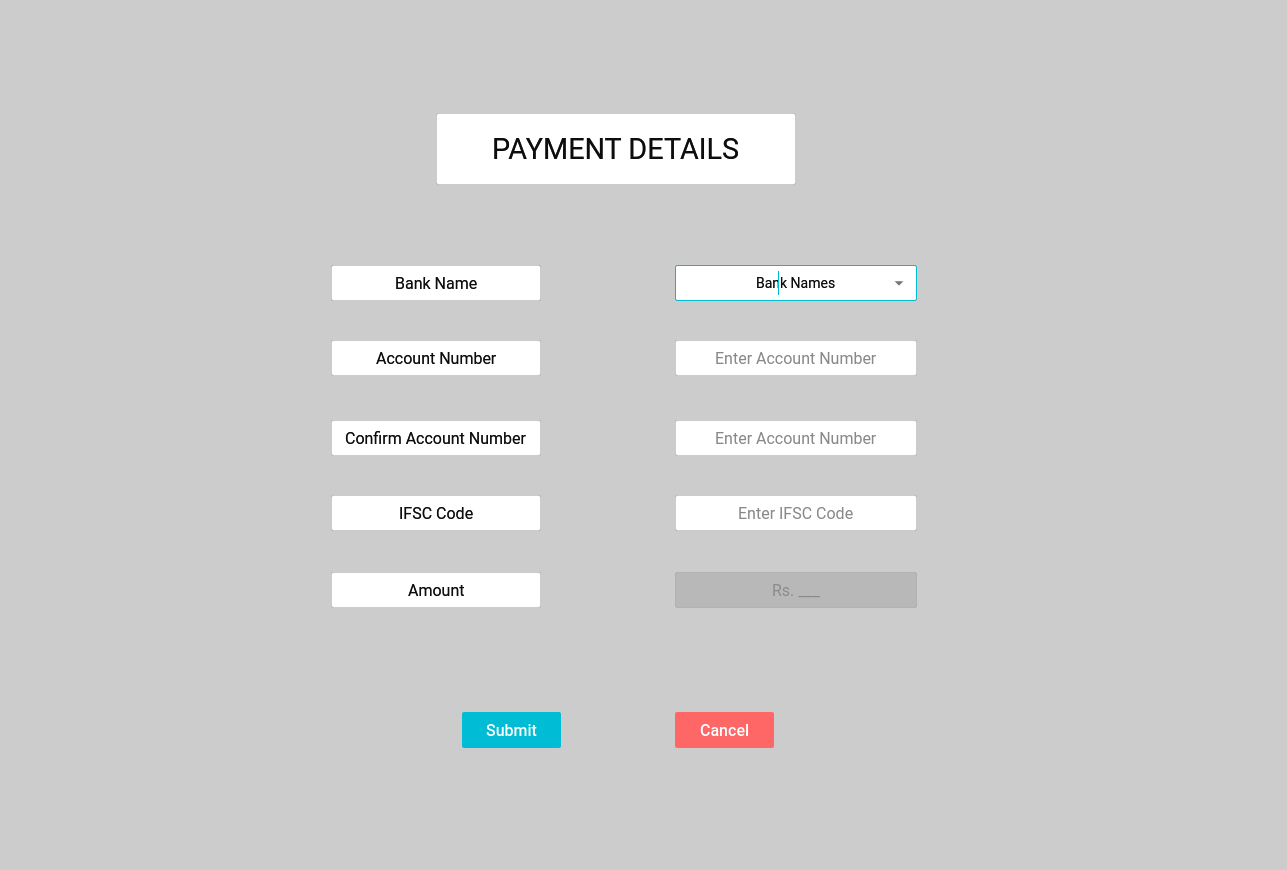 PAYMENT DETAILS
Bank Name
Bank Names
Account Number
Enter Account Number
Confirm Account Number
Enter Account Number
IFSC Code
Enter IFSC Code
Amount
Rs. ___
Submit
Cancel